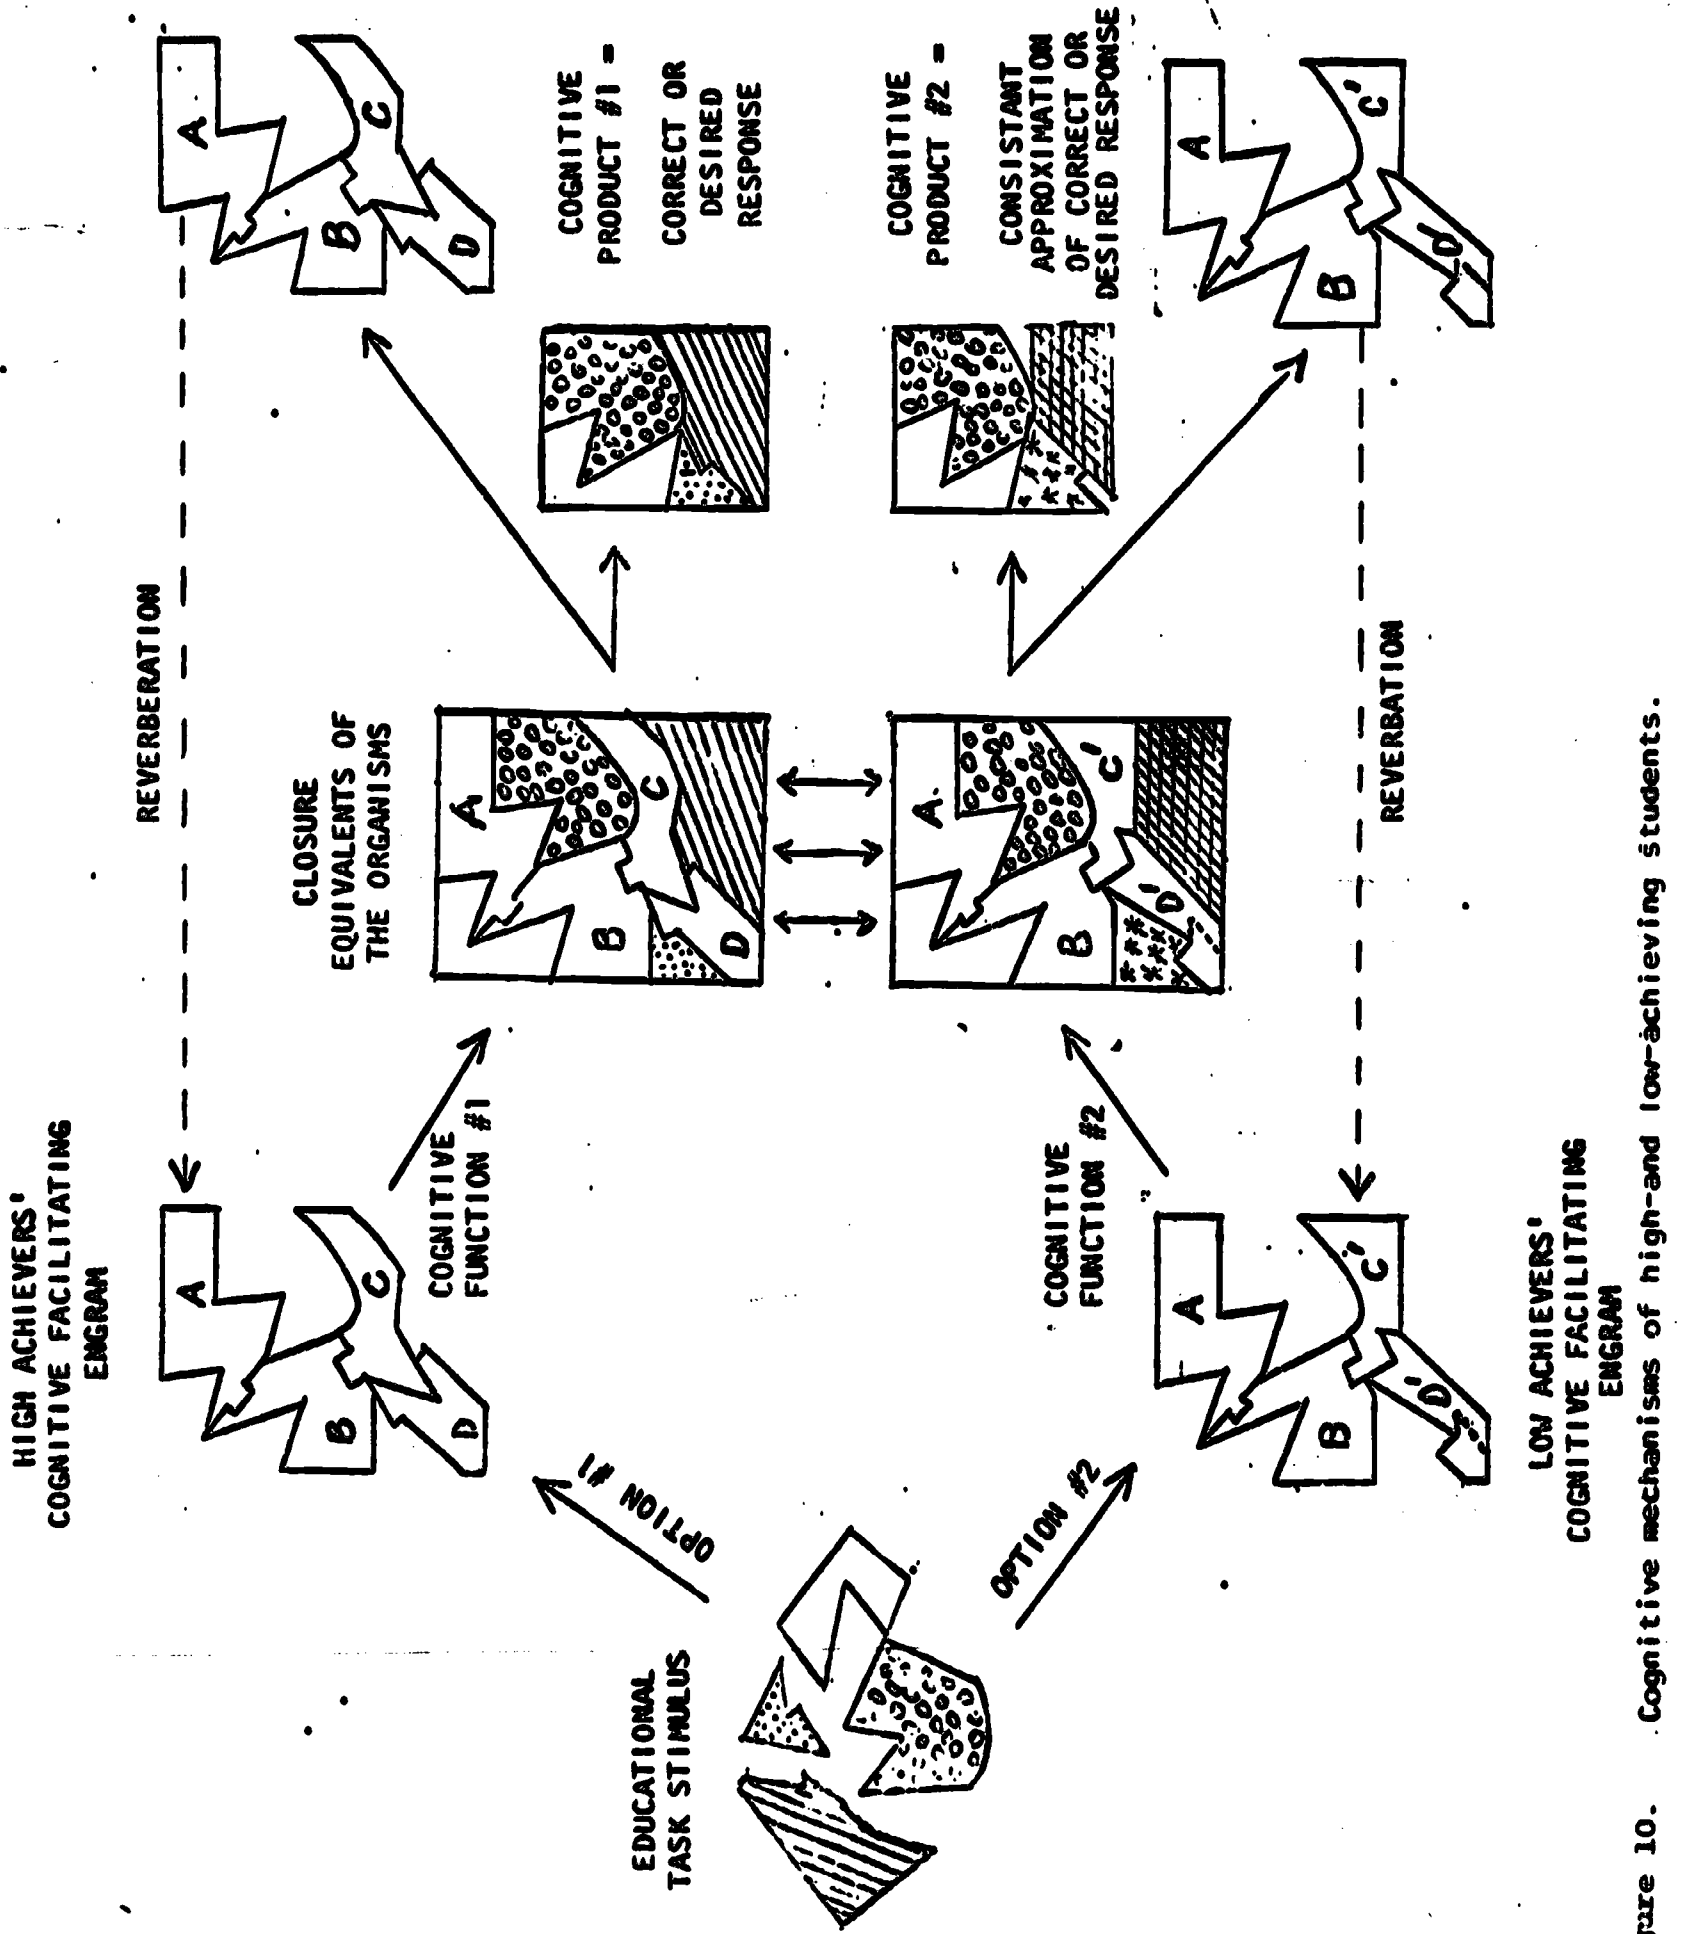 HIGH ACHIEVERS'
COGNITIVE FACILITATING
ENGRAM
REVERBERATION
A
B
C
D
A
B
C
D
COGNITIVE
FUNCTION #1
CLOSURE
EQUIVALENTS OF
THE ORGANISMS
A
B
C
D
COGNITIVE
PRODUCT #1 =
CORRECT OR
DESIRED
RESPONSE
OPTION #1
EDUCATIONAL
TASK STIMULUS
OPTION #2
COGNITIVE
FUNCTION #2
A
B
C'
D'
COGNITIVE
PRODUCT #2 =
CONSISTANT
APPROXIMATION
OF CORRECT OR
DESIRED RESPONSE
A
B
C'
D'
A
B
C'
D'
REVERBATION
LOW ACHIEVERS'
COGNITIVE FACILITATING
ENGRAM
ure 10. Cognitive mechanisms of high-and low-achieving students.